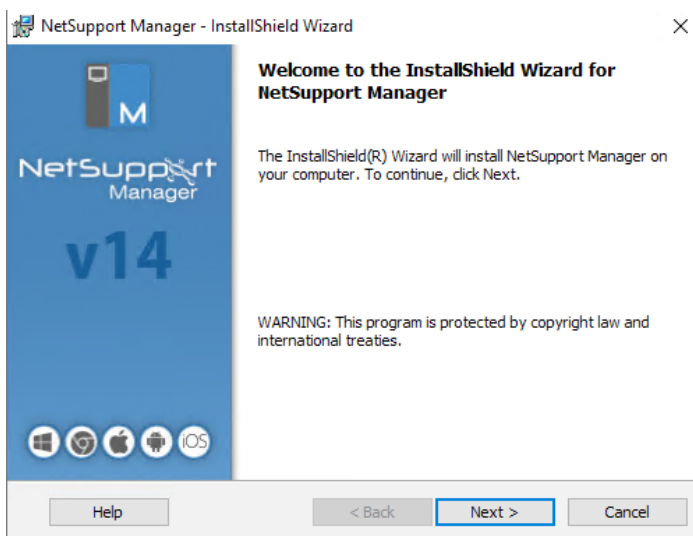 NetSupport Manager - InstallShield Wizard
M
NetSupport
Manager
v14
iOS
Welcome to the InstallShield Wizard for
NetSupport Manager
The InstallShield(R) Wizard will install NetSupport Manager on
your computer. To continue, click Next.
WARNING: This program is protected by copyright law and
international treaties.
Help
< Back
Next >
Cancel